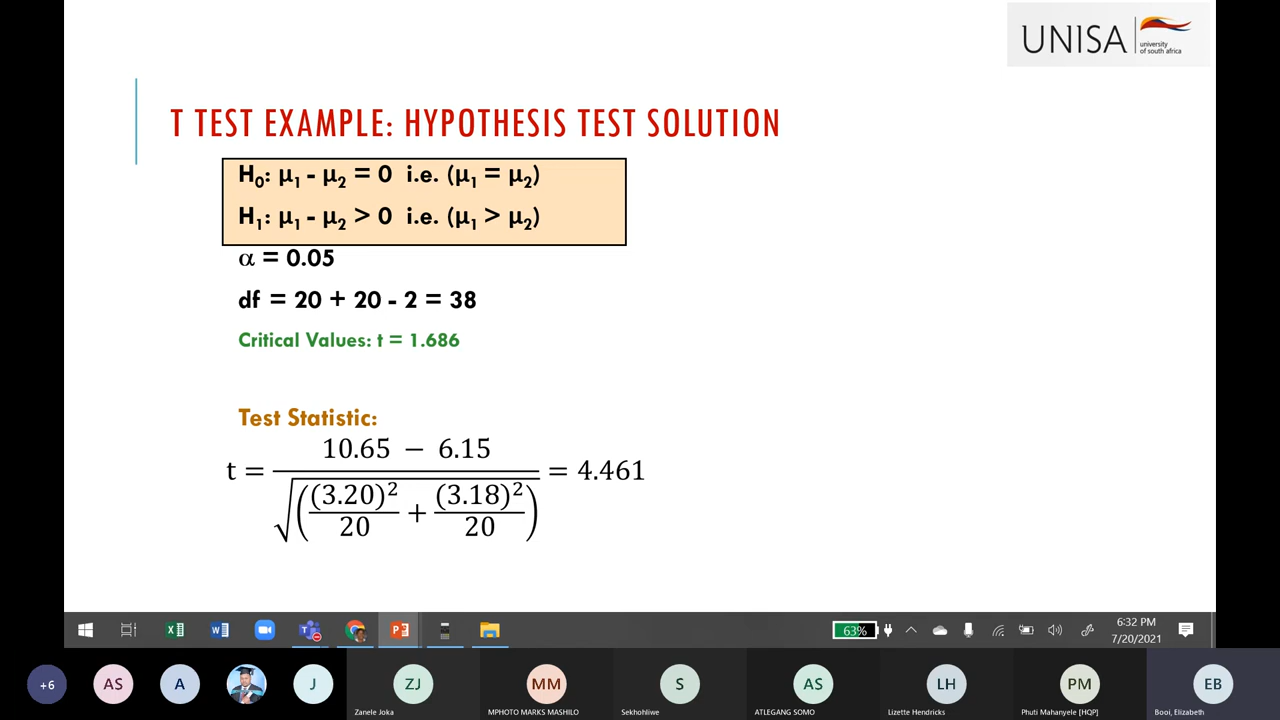 UNISA
university
of south africa
T TEST EXAMPLE: HYPOTHESIS TEST SOLUTION
H₀: μ₁ - μ₂ = 0 i.e. (μ₁ = μ₂)
H₁: μ₁ - μ₂ > 0 i.e (μ₁ > μ₂)
α = 0.05
df = 20 + 20 - 2 = 38
Critical Values: t = 1.686
Test Statistic:
10.65 − 6.15
t = = 4.461
(3.20)² + (3.18)²
20 20
63%
6:32 PM
7/20/2021
+6 AS A J ZJ MM S AS LH PM EB
Zanele Joka MPHOTO MARKS MASHILO Sekhohliwe ATLEGANG SOMO Lizette Hendricks Phuti Mahanyele [HQP] Booi, Elizabeth